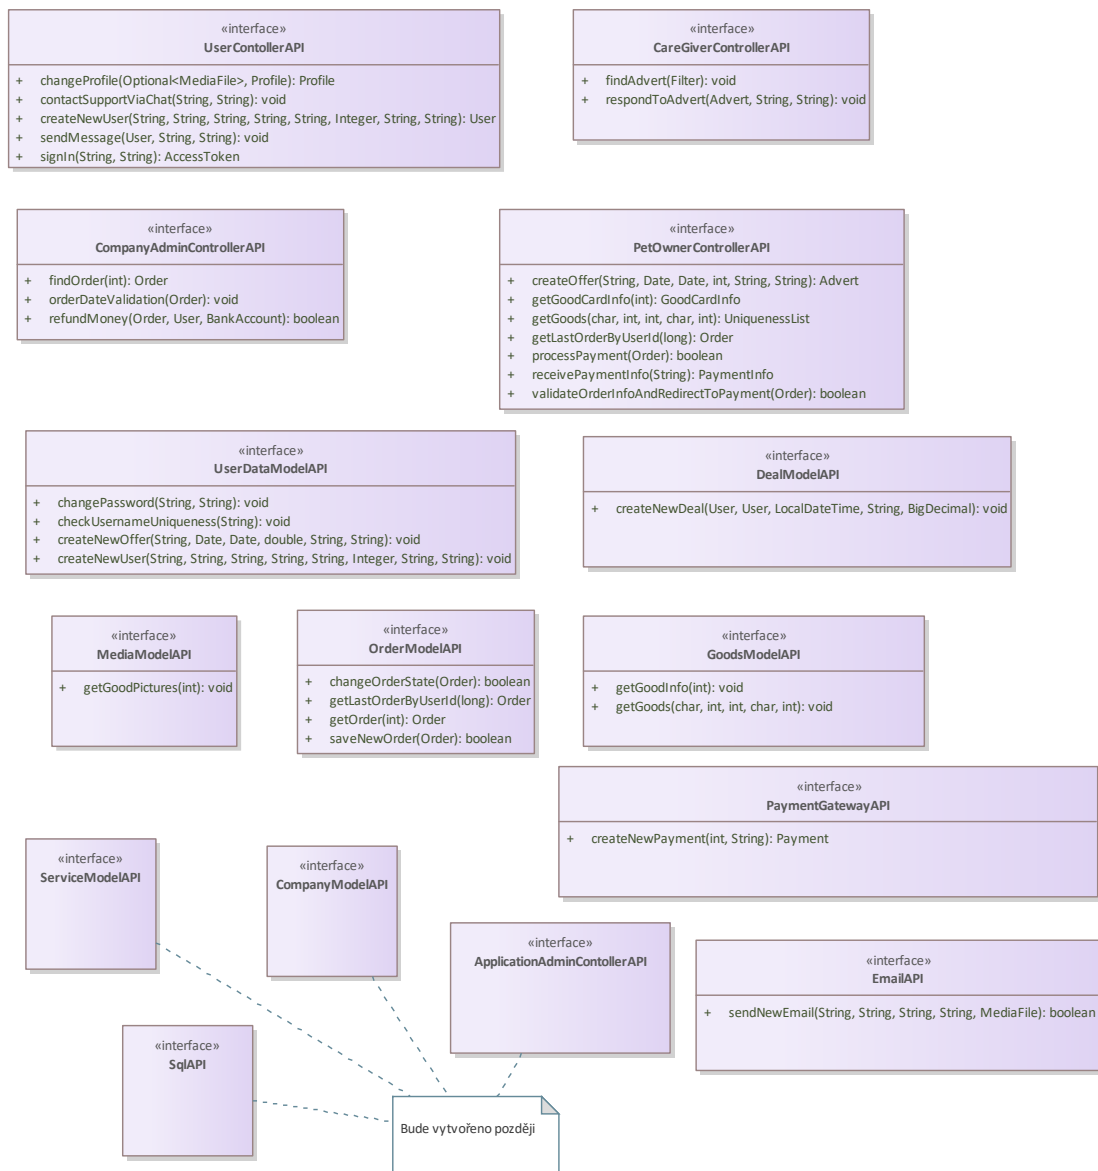 «interface»
UserContollerAPI
+ changeProfile(Optional<MediaFile>, Profile): Profile
+ contactSupportViaChat(String, String): void
+ createNewUser(String, String, String, String, String, Integer, String, String): User
+ sendMessage(User, String, String): void
+ signIn(String, String): AccessToken
«interface»
CareGiverControllerAPI
+ findAdvert(Filter): void
+ respondToAdvert(Advert, String, String): void
«interface»
CompanyAdminControllerAPI
+ findOrder(int): Order
+ orderDateValidation(Order): void
+ refundMoney(Order, User, BankAccount): boolean
«interface»
PetOwnerControllerAPI
+ createOffer(String, Date, Date, int, String, String): Advert
+ getGoodCardInfo(int): GoodCardInfo
+ getGoods(char, int, int, char, int): UniquenessList
+ getLastOrderByUserId(long): Order
+ processPayment(Order): boolean
+ receivePaymentInfo(String): PaymentInfo
+ validateOrderInfoAndRedirectToPayment(Order): boolean
«interface»
UserDataModelAPI
+ changePassword(String, String): void
+ checkUsernameUniqueness(String): void
+ createNewOffer(String, Date, Date, double, String, String): void
+ createNewUser(String, String, String, String, String, Integer, String, String): void
«interface»
DealModelAPI
+ createNewDeal(User, User, LocalDateTime, String, BigDecimal): void
«interface»
MediaModelAPI
+ getGoodPictures(int): void
«interface»
OrderModelAPI
+ changeOrderState(Order): boolean
+ getLastOrderByUserId(long): Order
+ getOrder(int): Order
+ saveNewOrder(Order): boolean
«interface»
GoodsModelAPI
+ getGoodInfo(int): void
+ getGoods(char, int, int, char, int): void
«interface»
PaymentGatewayAPI
+ createNewPayment(int, String): Payment
«interface»
ServiceModelAPI
«interface»
CompanyModelAPI
«interface»
ApplicationAdminContollerAPI
«interface»
EmailAPI
+ sendNewEmail(String, String, String, String, MediaFile): boolean
«interface»
SqlAPI
Bude vytvořeno později